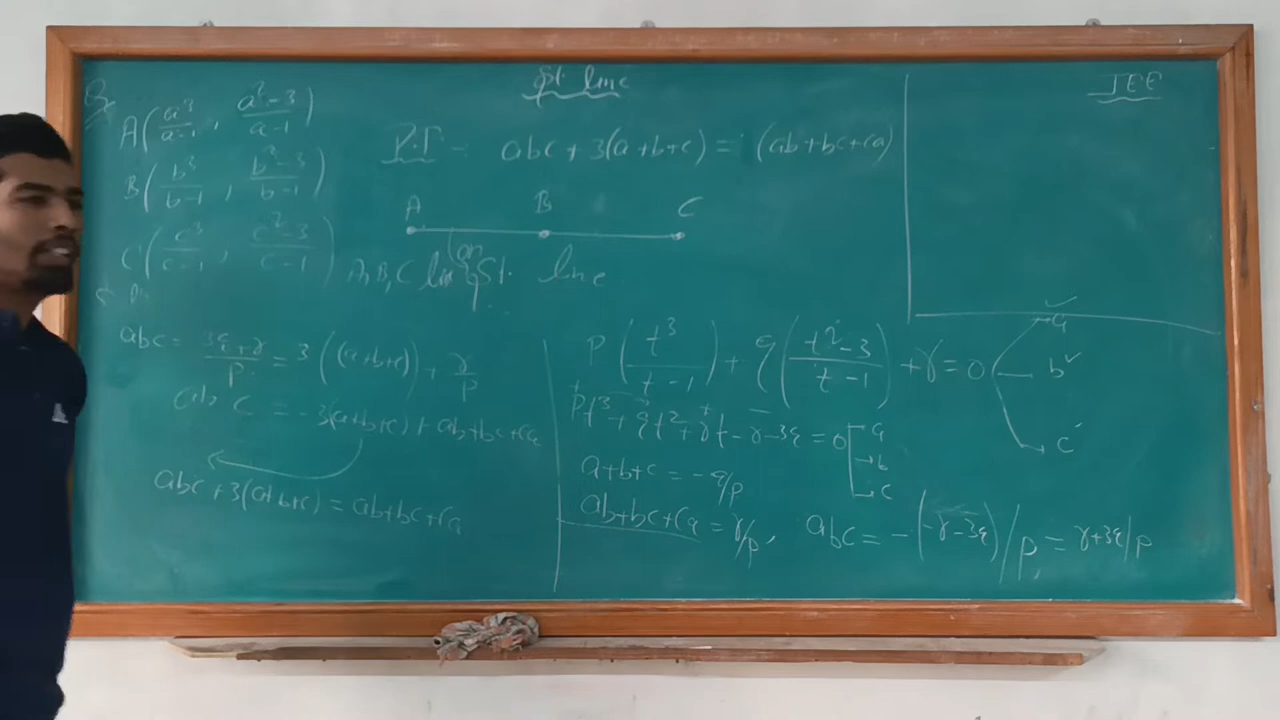 St. line
JEE
A(a³/a-1, a²-3/a-1)
B(b³/b-1, b²-3/b-1)
C(c³/c-1, c²-3/c-1)
P.T - abc + 3(a+b+c) = (ab+bc+ca)
A B C
A, B, C lie on St. line
abc = 3q+r/p = 3((a+b+c)) + r/p
abc = -3(a+b+c) + ab+bc+ca
abc + 3(a+b+c) = ab+bc+ca
P(t³/t-1) + q(t²-3/t-1) + r = 0
a
b
c
Pt³ + qt² + rt - r - 3q = 0
a
b
c
a+b+c = -q/p
ab+bc+ca = r/p,
abc = -(-r-3q)/p = r+3q/p